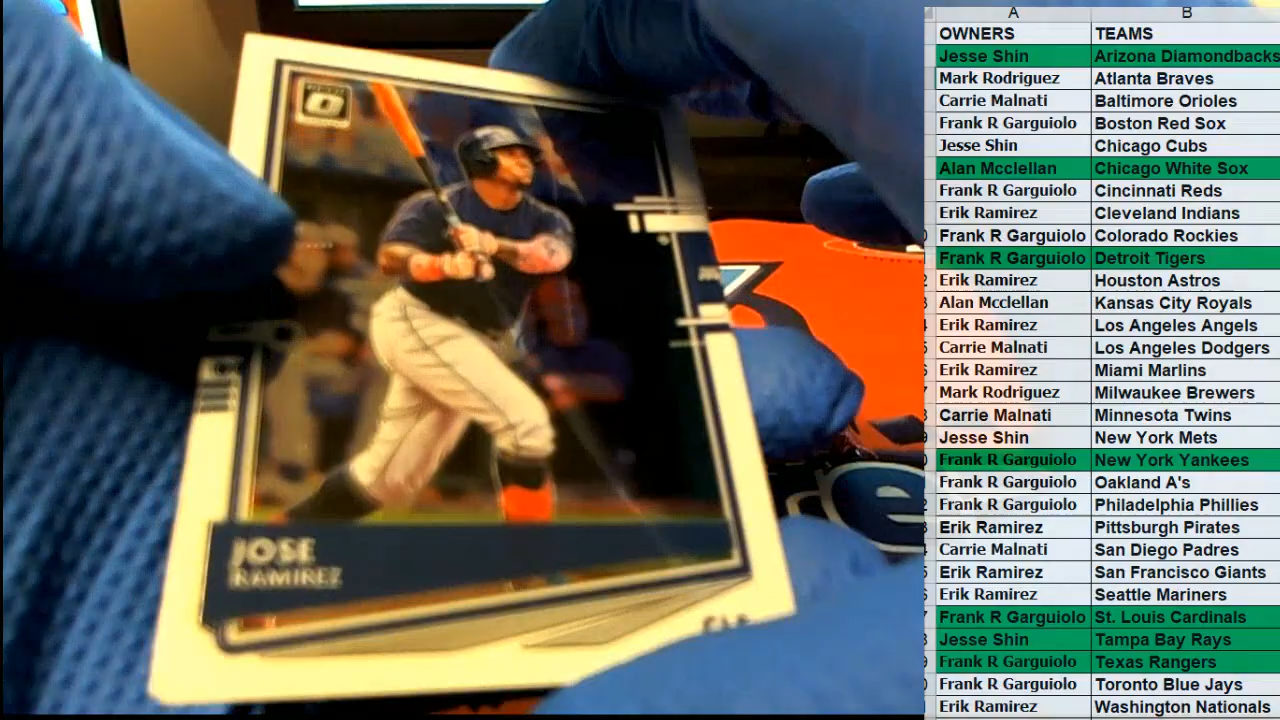 JOSE
RAMIREZ
A B
OWNERS TEAMS
Jesse Shin Arizona Diamondbacks
Mark Rodriguez Atlanta Braves
Carrie Malnati Baltimore Orioles
Frank R Garguiolo Boston Red Sox
Jesse Shin Chicago Cubs
Alan Mcclellan Chicago White Sox
Frank R Garguiolo Cincinnati Reds
Erik Ramirez Cleveland Indians
Frank R Garguiolo Colorado Rockies
Frank R Garguiolo Detroit Tigers
Erik Ramirez Houston Astros
Alan Mcclellan Kansas City Royals
Erik Ramirez Los Angeles Angels
Carrie Malnati Los Angeles Dodgers
Erik Ramirez Miami Marlins
Mark Rodriguez Milwaukee Brewers
Carrie Malnati Minnesota Twins
Jesse Shin New York Mets
Frank R Garguiolo New York Yankees
Frank R Garguiolo Oakland A's
Frank R Garguiolo Philadelphia Phillies
Erik Ramirez Pittsburgh Pirates
Carrie Malnati San Diego Padres
Erik Ramirez San Francisco Giants
Erik Ramirez Seattle Mariners
Frank R Garguiolo St. Louis Cardinals
Jesse Shin Tampa Bay Rays
Frank R Garguiolo Texas Rangers
Frank R Garguiolo Toronto Blue Jays
Erik Ramirez Washington Nationals